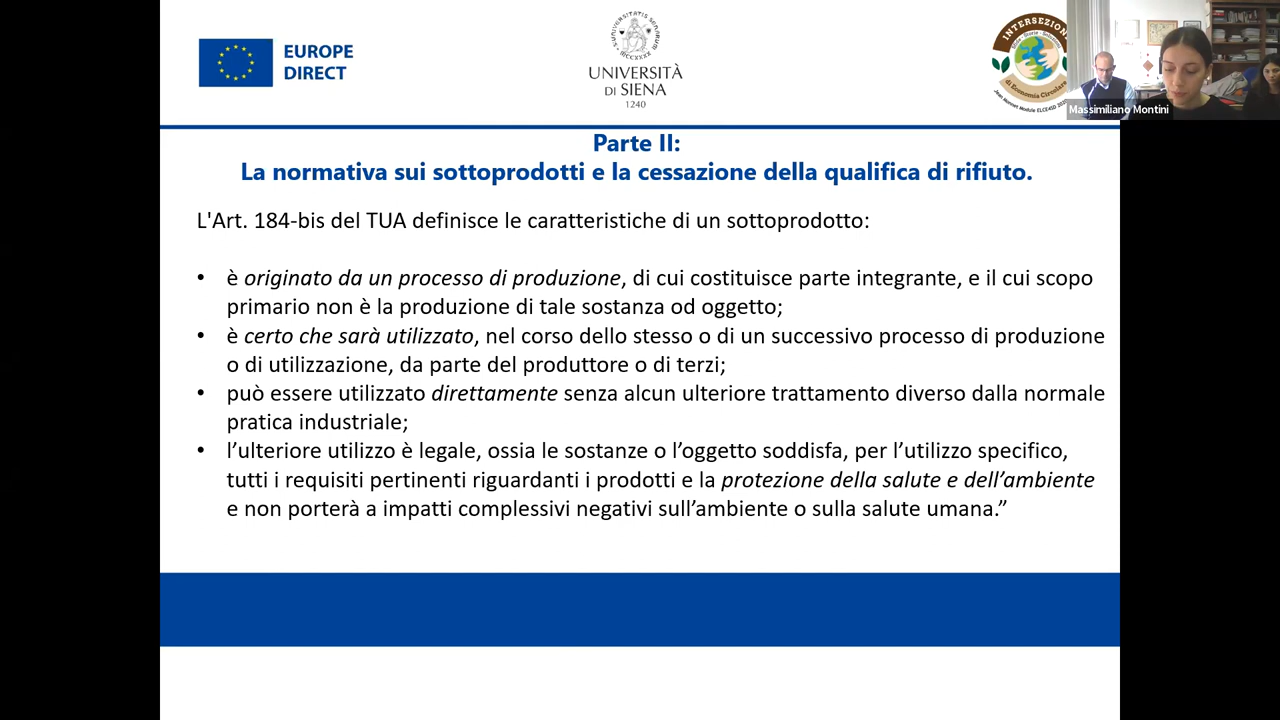 EUROPE
DIRECT
UNIVERSITÀ
DI SIENA
1240
INTERSEZIONI
di Economia Circolare
Massimiliano Montini
Parte II:
La normativa sui sottoprodotti e la cessazione della qualifica di rifiuto.
L'Art. 184-bis del TUA definisce le caratteristiche di un sottoprodotto:
• è originato da un processo di produzione, di cui costituisce parte integrante, e il cui scopo
primario non è la produzione di tale sostanza od oggetto;
• è certo che sarà utilizzato, nel corso dello stesso o di un successivo processo di produzione
o di utilizzazione, da parte del produttore o di terzi;
• può essere utilizzato direttamente senza alcun ulteriore trattamento diverso dalla normale
pratica industriale;
• l’ulteriore utilizzo è legale, ossia le sostanze o l’oggetto soddisfa, per l’utilizzo specifico,
tutti i requisiti pertinenti riguardanti i prodotti e la protezione della salute e dell’ambiente
e non porterà a impatti complessivi negativi sull’ambiente o sulla salute umana.”